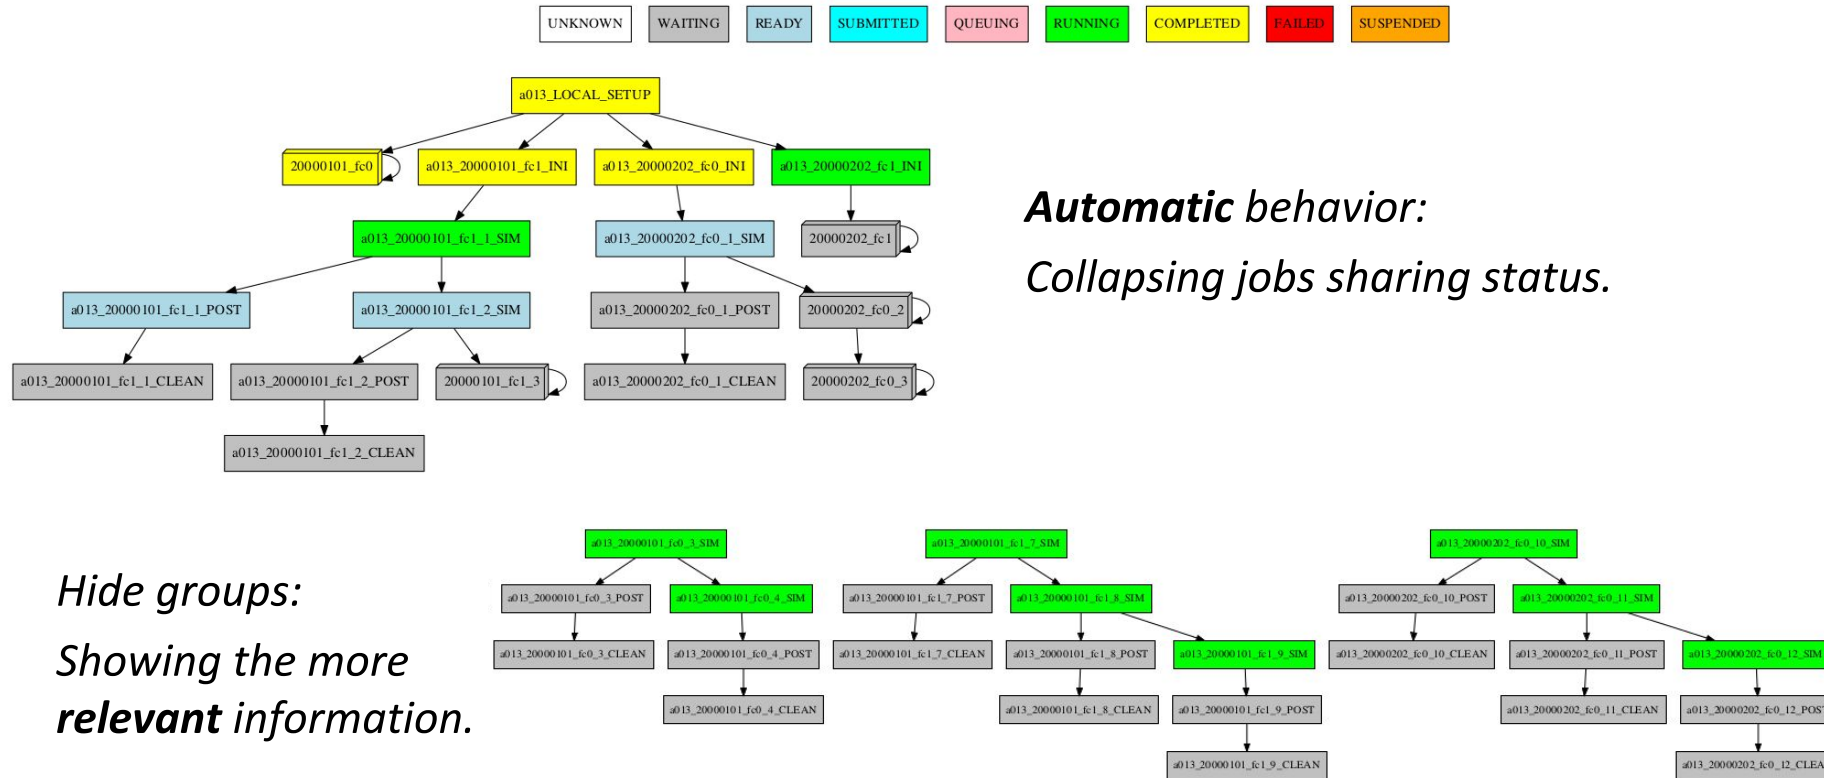 UNKNOWN WAITING READY SUBMITTED QUEUING RUNNING COMPLETED FAILED SUSPENDED
a013_LOCAL_SETUP
20000101_fc0 a013_20000101_fc1_INI a013_20000202_fc0_INI a013_20000202_fc1_INI
a013_20000101_fc1_1_SIM a013_20000202_fc0_1_SIM 20000202_fc1
a013_20000101_fc1_1_POST a013_20000101_fc1_2_SIM a013_20000202_fc0_1_POST 20000202_fc0_2
a013_20000101_fc1_1_CLEAN a013_20000101_fc1_2_POST 20000101_fc1_3 a013_20000202_fc0_1_CLEAN 20000202_fc0_3
a013_20000101_fc1_2_CLEAN
Automatic behavior:
Collapsing jobs sharing status.
Hide groups:
Showing the more
relevant information.
a013_20000101_fc0_3_SIM a013_20000101_fc1_7_SIM a013_20000202_fc0_10_SIM
a013_20000101_fc0_3_POST a013_20000101_fc0_4_SIM a013_20000101_fc1_7_POST a013_20000101_fc1_8_SIM a013_20000202_fc0_10_POST a013_20000202_fc0_11_SIM
a013_20000101_fc0_3_CLEAN a013_20000101_fc0_4_POST a013_20000101_fc1_7_CLEAN a013_20000101_fc1_8_POST a013_20000101_fc1_9_SIM a013_20000202_fc0_10_CLEAN a013_20000202_fc0_11_POST a013_20000202_fc0_12_SIM
a013_20000101_fc0_4_CLEAN a013_20000101_fc1_8_CLEAN a013_20000101_fc1_9_POST a013_20000202_fc0_11_CLEAN a013_20000202_fc0_12_POST
a013_20000101_fc1_9_CLEAN a013_20000202_fc0_12_CLEA